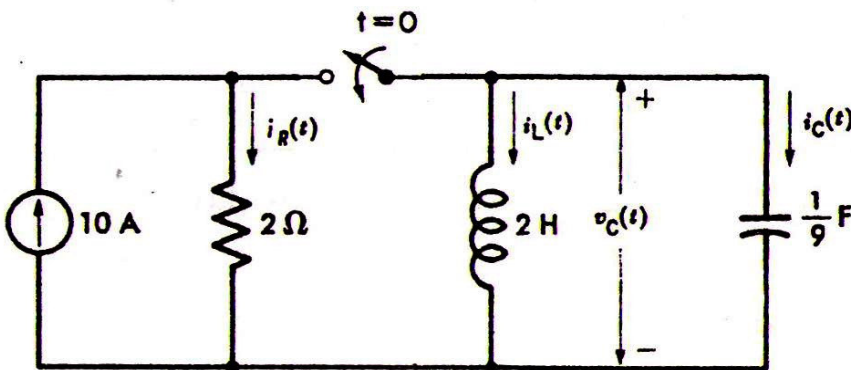 t=0
i_R(t)
i_L(t)
+
i_C(t)
10 A
2 Ω
2 H
v_C(t)
1/9 F
−